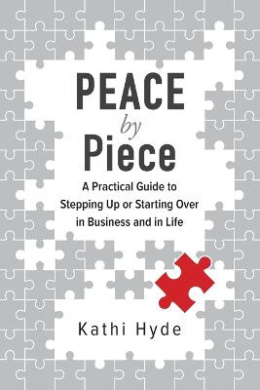 PEACE
by
Piece
A Practical Guide to
Stepping Up or Starting Over
in Business and in Life
Kathi Hyde